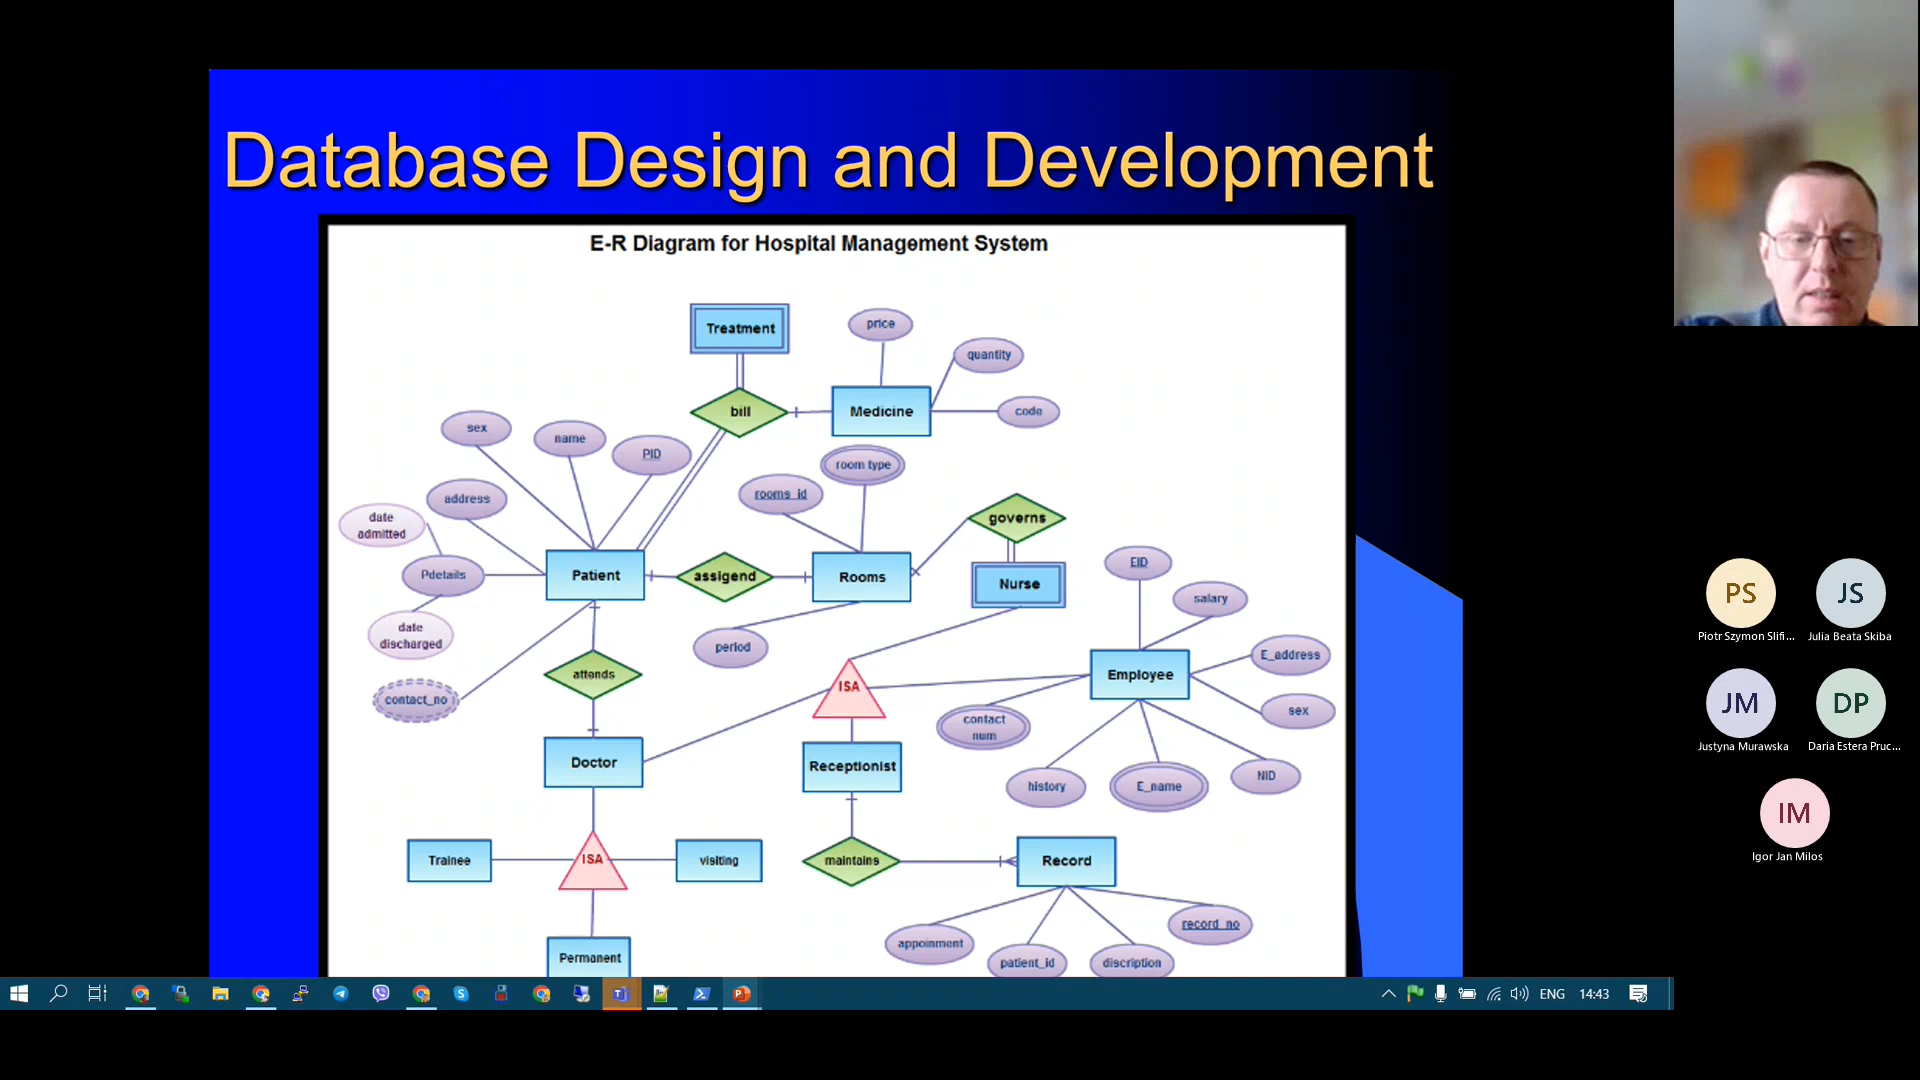 Database Design and Development
E-R Diagram for Hospital Management System
Treatment
price
quantity
bill
Medicine
code
sex
name
PID
room type
address
rooms_id
date
admitted
governs
Pdetails
Patient
assigend
Rooms
Nurse
EID
salary
date
discharged
period
E_address
attends
ISA
Employee
contact_no
contact
num
sex
Doctor
Receptionist
history
E_name
NID
Trainee
ISA
visiting
maintains
Record
appoinment
record_no
Permanent
patient_id
discription
PS
JS
Piotr Szymon Slifi...
Julia Beata Skiba
JM
DP
Justyna Murawska
Daria Estera Pruc...
IM
Igor Jan Milos
ENG
14:43